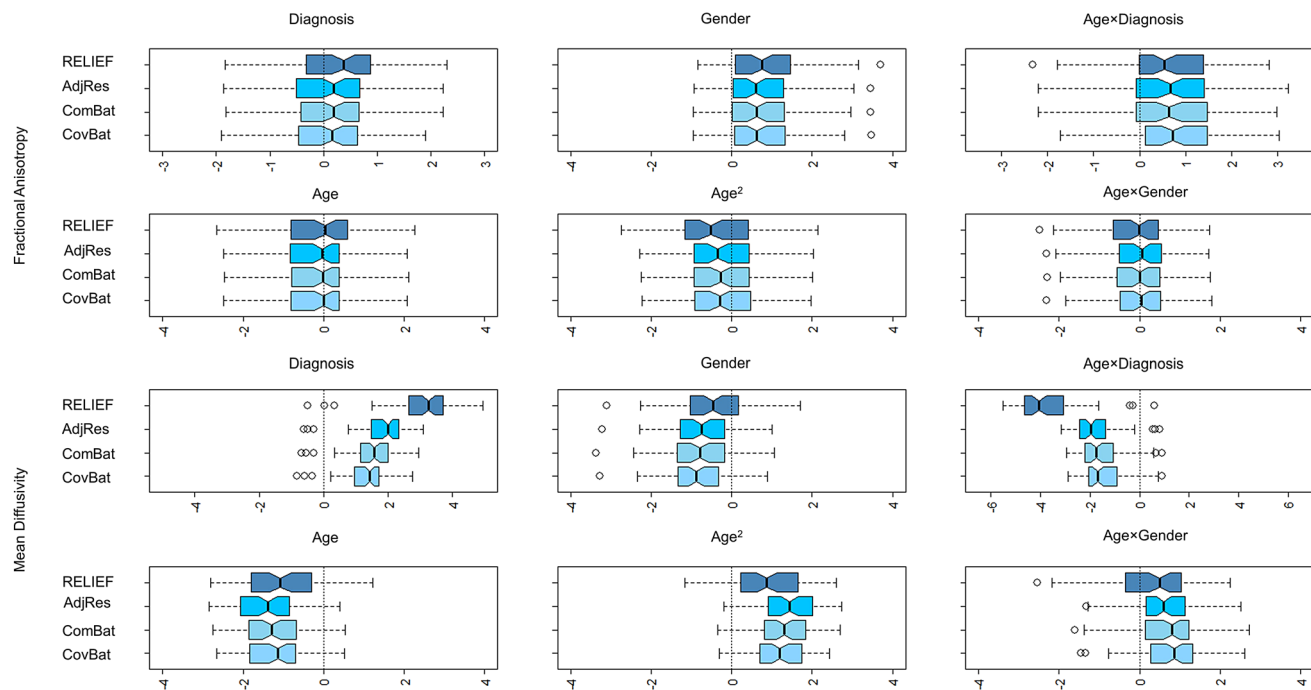 Diagnosis Gender Age×Diagnosis
Fractional Anisotropy
RELIEF
AdjRes
ComBat
CovBat
-3 -2 -1 0 1 2 3
-4 -2 0 2 4
-3 -2 -1 0 1 2 3
Age Age² Age×Gender
RELIEF
AdjRes
ComBat
CovBat
-4 -2 0 2 4
-4 -2 0 2 4
-4 -2 0 2 4
Diagnosis Gender Age×Diagnosis
Mean Diffusivity
RELIEF
AdjRes
ComBat
CovBat
-4 -2 0 2 4
-4 -2 0 2 4
-6 -4 -2 0 2 4 6
Age Age² Age×Gender
RELIEF
AdjRes
ComBat
CovBat
-4 -2 0 2 4
-4 -2 0 2 4
-4 -2 0 2 4